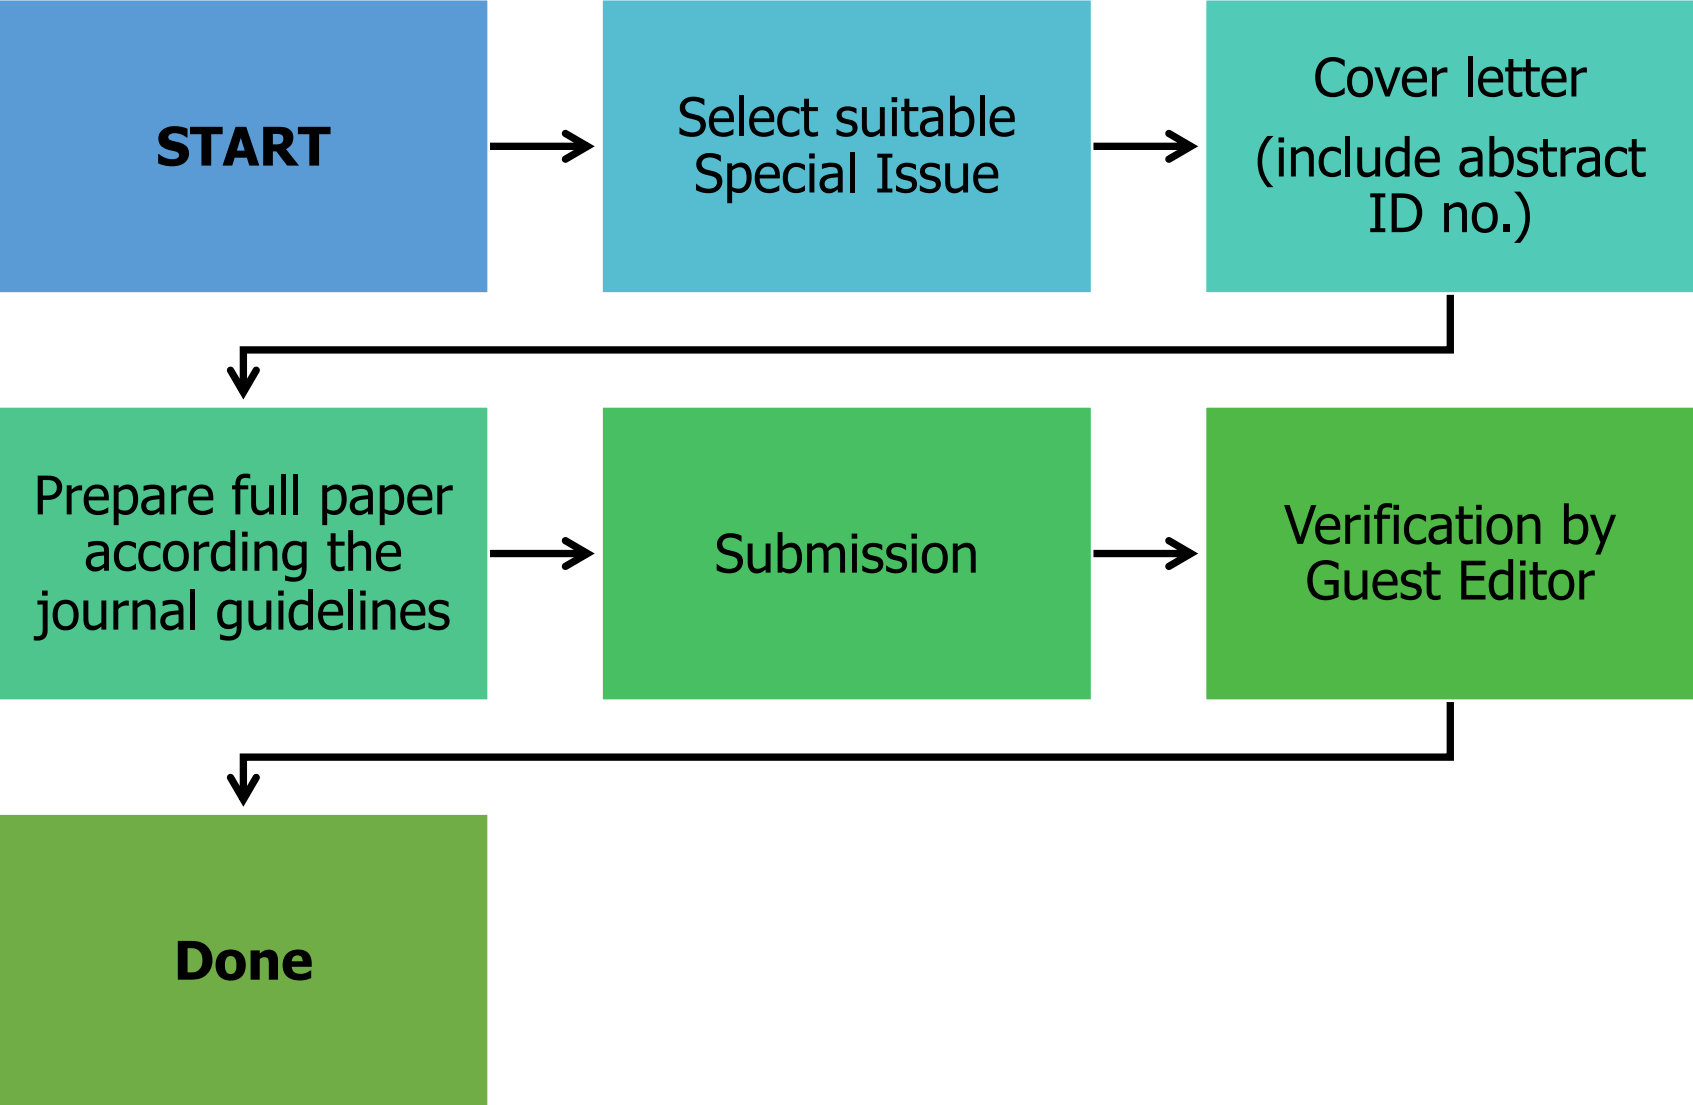 START
Select suitable
Special Issue
Cover letter
(include abstract
ID no.)
Prepare full paper
according the
journal guidelines
Submission
Verification by
Guest Editor
Done